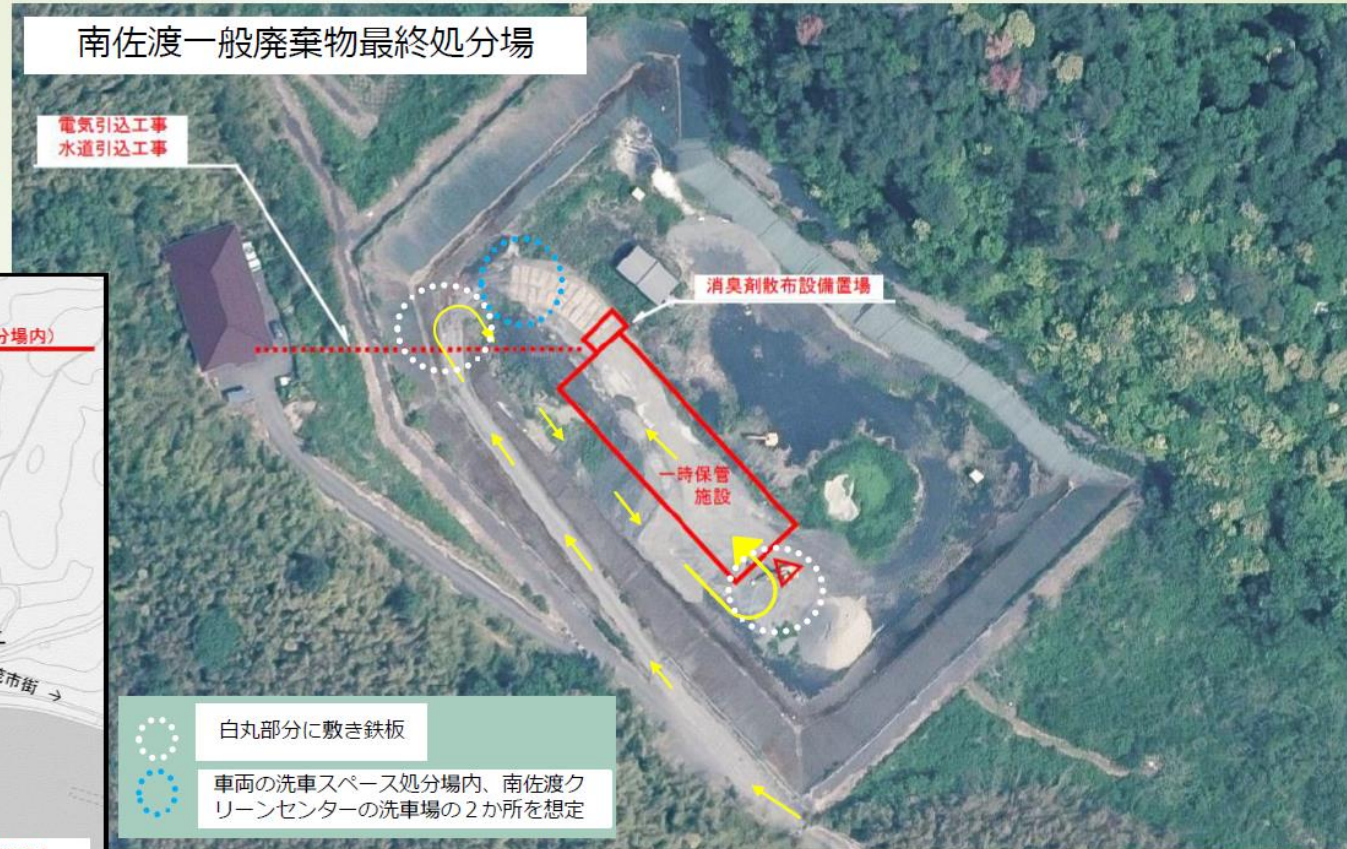 南佐渡一般廃棄物最終処分場
電気引込工事
水道引込工事
消臭剤散布設備置場
分場内）
一時保管
施設
市街 →
白丸部分に敷き鉄板
車両の洗車スペース処分場内、南佐渡ク
リーンセンターの洗車場の２か所を想定